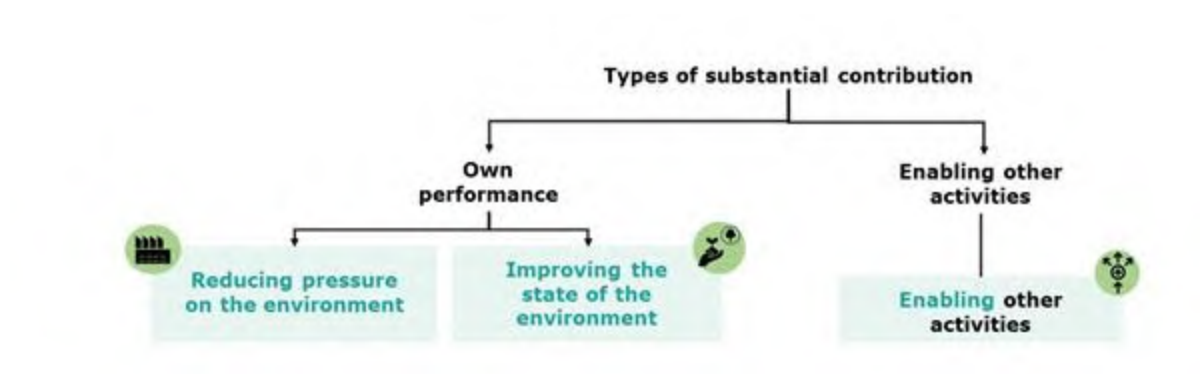 Types of substantial contribution
Own
performance
Enabling other
activities
Reducing pressure
on the environment
Improving the
state of the
environment
Enabling other
activities